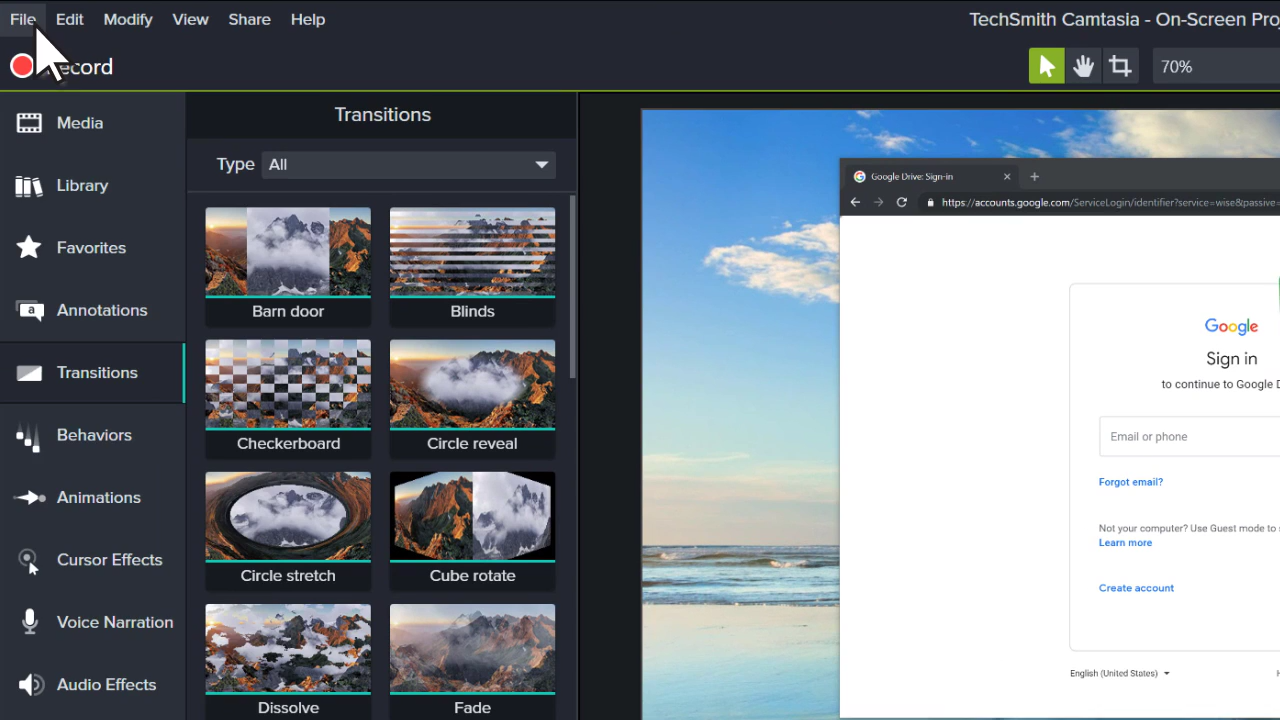 File Edit Modify View Share Help
TechSmith Camtasia - On-Screen
Record
70%
Media
Library
Favorites
Annotations
Transitions
Behaviors
Animations
Cursor Effects
Voice Narration
Audio Effects
Transitions
Type All
Barn door Blinds
Checkerboard Circle reveal
Circle stretch Cube rotate
Dissolve Fade
Google Drive: Sign-in
https://accounts.google.com/ServiceLogin/identifier?service=wise&passive=
Google
Sign in
to continue to Google
Email or phone
Forgot email?
Not your computer? Use Guest mode to
Learn more
Create account
English (United States)